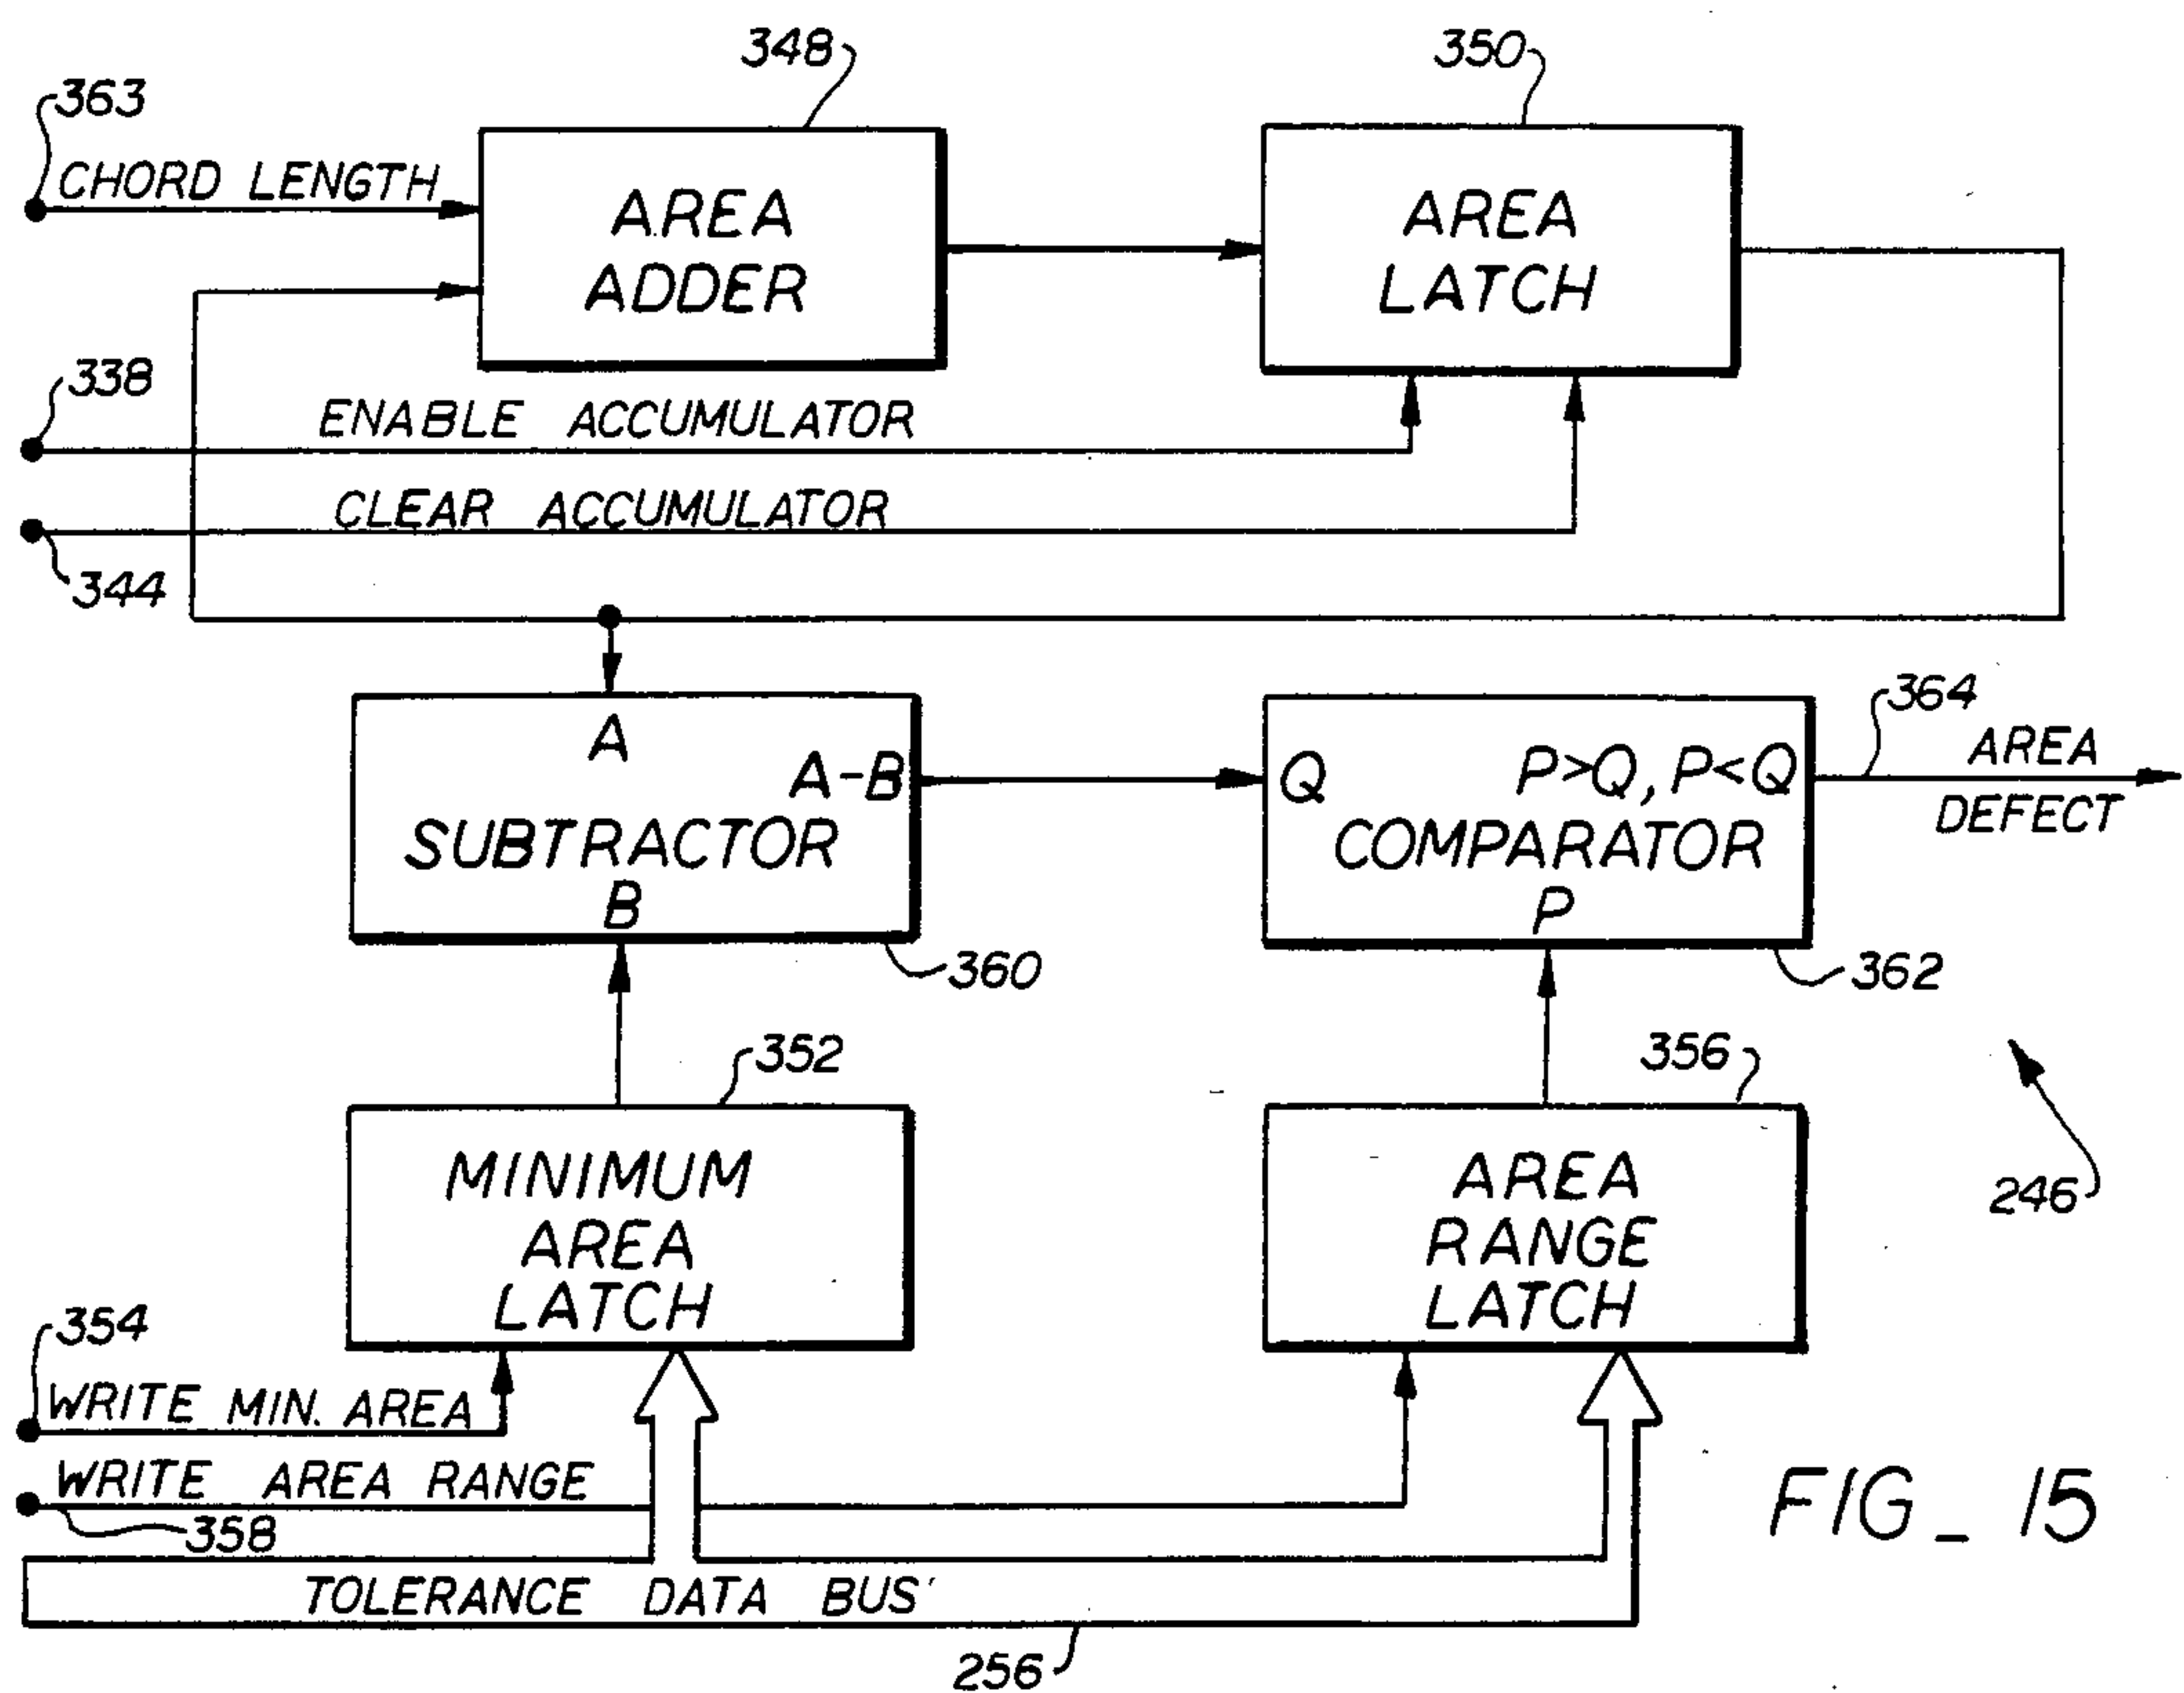 348
350
363
CHORD LENGTH
AREA
ADDER
AREA
LATCH
338
ENABLE ACCUMULATOR
CLEAR ACCUMULATOR
344
A
A-B
SUBTRACTOR
B
360
Q
P>Q, P<Q
COMPARATOR
P
362
364
AREA
DEFECT
352
356
MINIMUM
AREA
LATCH
AREA
RANGE
LATCH
246
354
WRITE MIN. AREA
WRITE AREA RANGE
358
TOLERANCE DATA BUS
256
FIG_ 15